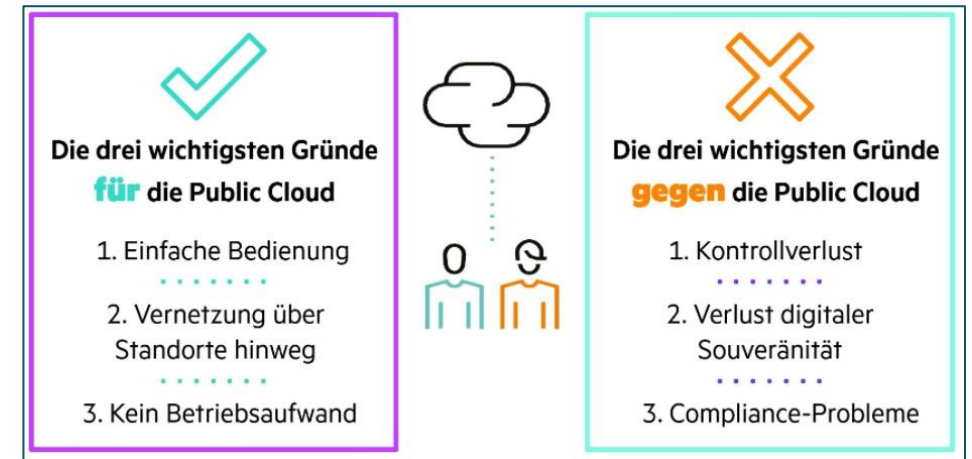 Die drei wichtigsten Gründe
für die Public Cloud
1. Einfache Bedienung
2. Vernetzung über
Standorte hinweg
3. Kein Betriebsaufwand
Die drei wichtigsten Gründe
gegen die Public Cloud
1. Kontrollverlust
2. Verlust digitaler
Souveränität
3. Compliance-Probleme